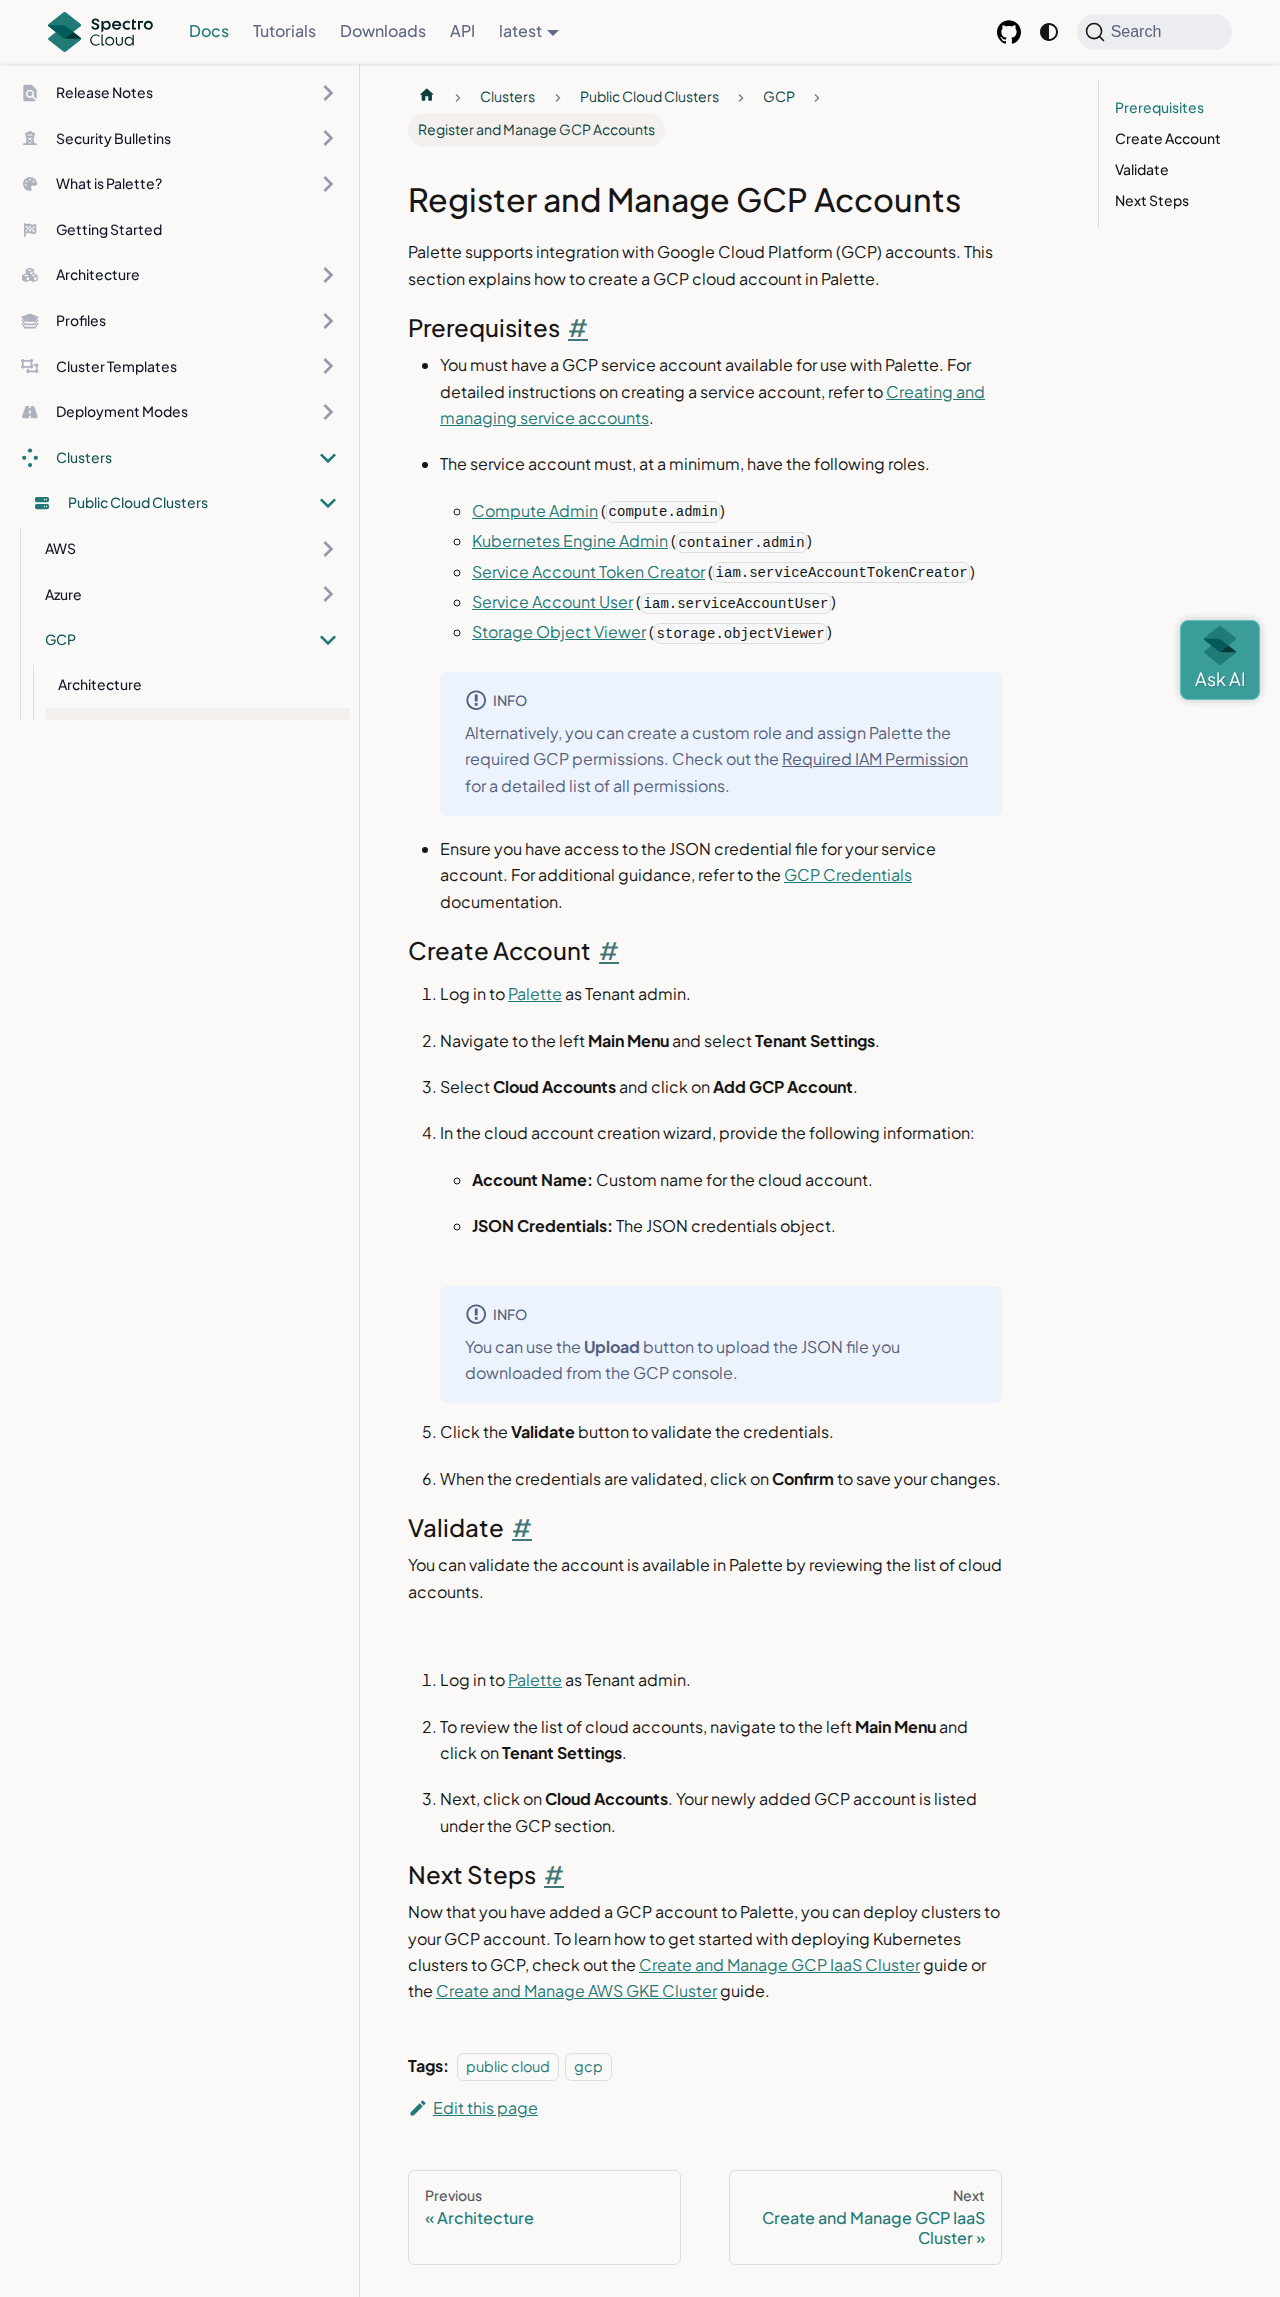 Spectro Cloud
Docs
Tutorials
Downloads
API
latest
Search
Release Notes
Security Bulletins
What is Palette?
Getting Started
Architecture
Profiles
Cluster Templates
Deployment Modes
Clusters
Public Cloud Clusters
AWS
Azure
GCP
Architecture
Clusters
Public Cloud Clusters
GCP
Register and Manage GCP Accounts
Register and Manage GCP Accounts
Palette supports integration with Google Cloud Platform (GCP) accounts. This
section explains how to create a GCP cloud account in Palette.
Prerequisites #
You must have a GCP service account available for use with Palette. For
detailed instructions on creating a service account, refer to Creating and
managing service accounts.
The service account must, at a minimum, have the following roles.
Compute Admin (compute.admin)
Kubernetes Engine Admin (container.admin)
Service Account Token Creator (iam.serviceAccountTokenCreator)
Service Account User (iam.serviceAccountUser)
Storage Object Viewer (storage.objectViewer)
INFO
Alternatively, you can create a custom role and assign Palette the
required GCP permissions. Check out the Required IAM Permission
for a detailed list of all permissions.
Ensure you have access to the JSON credential file for your service
account. For additional guidance, refer to the GCP Credentials
documentation.
Create Account #
1. Log in to Palette as Tenant admin.
2. Navigate to the left Main Menu and select Tenant Settings.
3. Select Cloud Accounts and click on Add GCP Account.
4. In the cloud account creation wizard, provide the following information:
Account Name: Custom name for the cloud account.
JSON Credentials: The JSON credentials object.
INFO
You can use the Upload button to upload the JSON file you
downloaded from the GCP console.
5. Click the Validate button to validate the credentials.
6. When the credentials are validated, click on Confirm to save your changes.
Validate #
You can validate the account is available in Palette by reviewing the list of cloud
accounts.
1. Log in to Palette as Tenant admin.
2. To review the list of cloud accounts, navigate to the left Main Menu and
click on Tenant Settings.
3. Next, click on Cloud Accounts. Your newly added GCP account is listed
under the GCP section.
Next Steps #
Now that you have added a GCP account to Palette, you can deploy clusters to
your GCP account. To learn how to get started with deploying Kubernetes
clusters to GCP, check out the Create and Manage GCP IaaS Cluster guide or
the Create and Manage AWS GKE Cluster guide.
Tags: public cloud gcp
Edit this page
Previous
« Architecture
Next
Create and Manage GCP IaaS
Cluster »
Prerequisites
Create Account
Validate
Next Steps
Ask AI